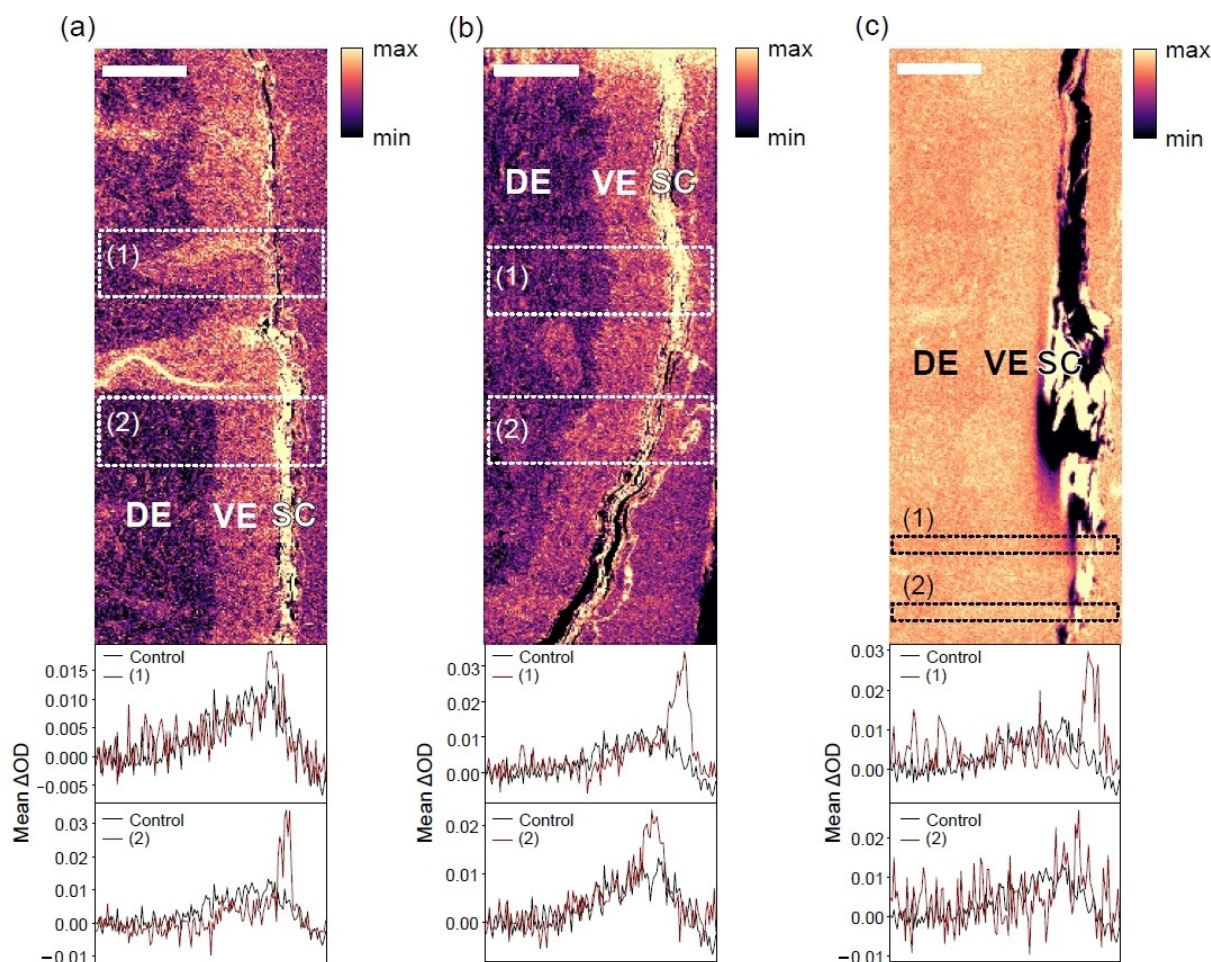 (a)
max
min
(1)
(2)
DE VE SC
(b)
max
min
DE VE SC
(1)
(2)
(c)
max
min
DE VE SC
(1)
(2)
Mean ΔOD
0.015
0.010
0.005
0.000
−0.005
Control
(1)
Mean ΔOD
0.03
0.02
0.01
0.00
−0.01
Control
(2)
0.03
0.02
0.01
0.00
Control
(1)
0.02
0.01
0.00
Control
(2)
0.03
0.02
0.01
0.00
Control
(1)
0.02
0.01
0.00
−0.01
Control
(2)